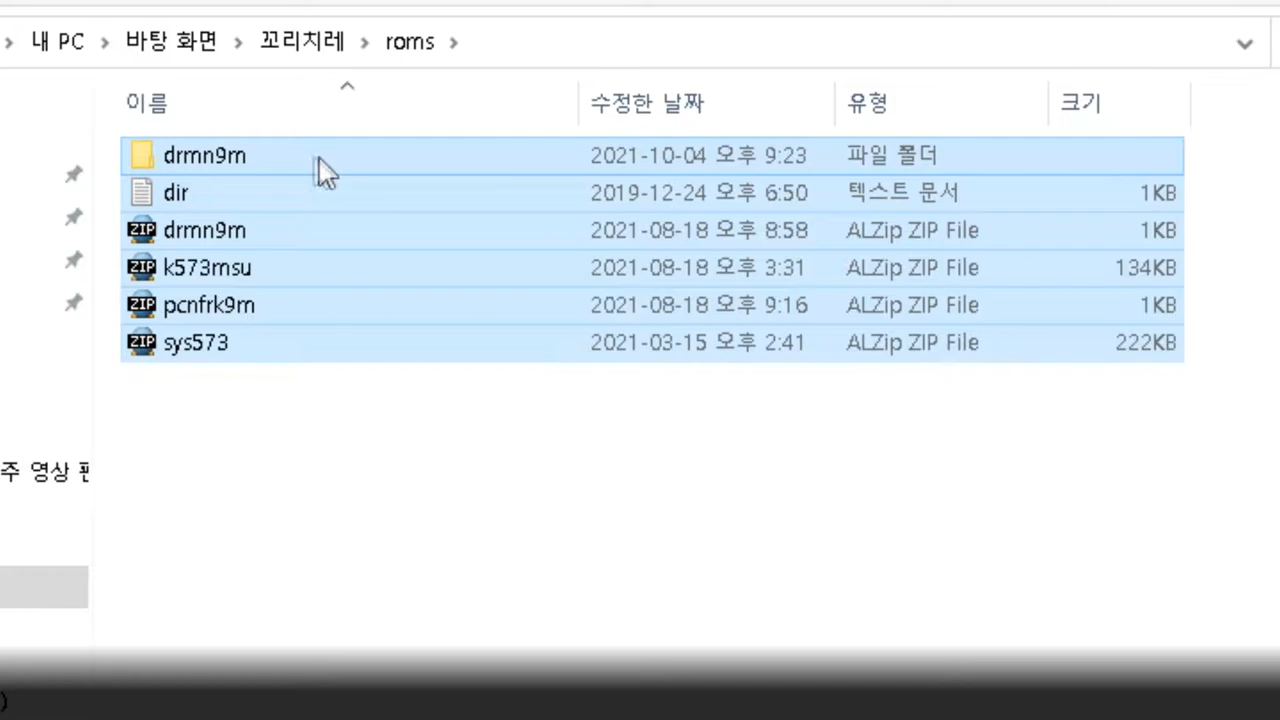 내 PC > 바탕 화면 > 꼬리치레 > roms >
이름 수정한 날짜 유형 크기
drmn9m 2021-10-04 오후 9:23 파일 폴더
dir 2019-12-24 오후 6:50 텍스트 문서 1KB
ZIP drmn9m 2021-08-18 오후 8:58 ALZip ZIP File 1KB
ZIP k573msu 2021-08-18 오후 3:31 ALZip ZIP File 134KB
ZIP pcnfrk9m 2021-08-18 오후 9:16 ALZip ZIP File 1KB
ZIP sys573 2021-03-15 오후 2:41 ALZip ZIP File 222KB
주 영상
)